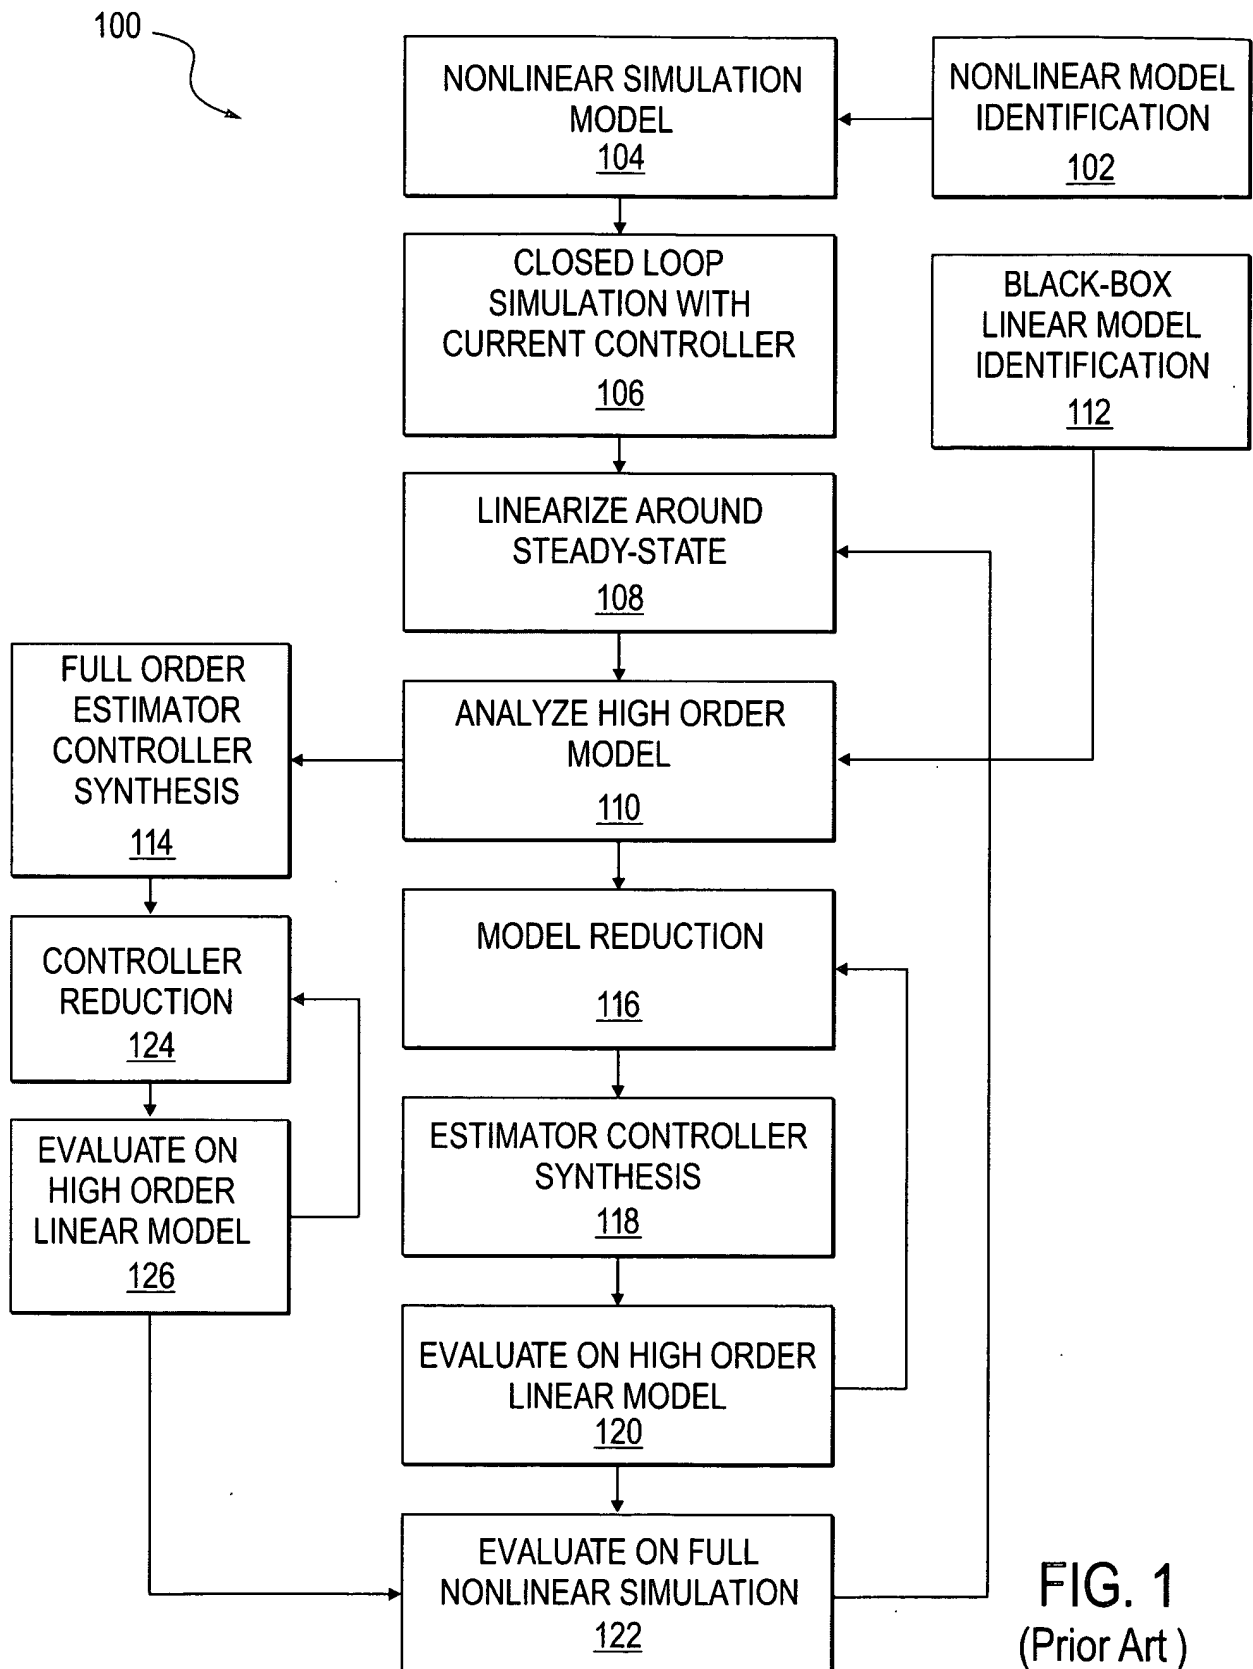 100
NONLINEAR SIMULATION
MODEL
104
NONLINEAR MODEL
IDENTIFICATION
102
CLOSED LOOP
SIMULATION WITH
CURRENT CONTROLLER
106
BLACK-BOX
LINEAR MODEL
IDENTIFICATION
112
LINEARIZE AROUND
STEADY-STATE
108
FULL ORDER
ESTIMATOR
CONTROLLER
SYNTHESIS
114
ANALYZE HIGH ORDER
MODEL
110
CONTROLLER
REDUCTION
124
MODEL REDUCTION
116
EVALUATE ON
HIGH ORDER
LINEAR MODEL
126
ESTIMATOR CONTROLLER
SYNTHESIS
118
EVALUATE ON HIGH ORDER
LINEAR MODEL
120
EVALUATE ON FULL
NONLINEAR SIMULATION
122
FIG. 1
(Prior Art )